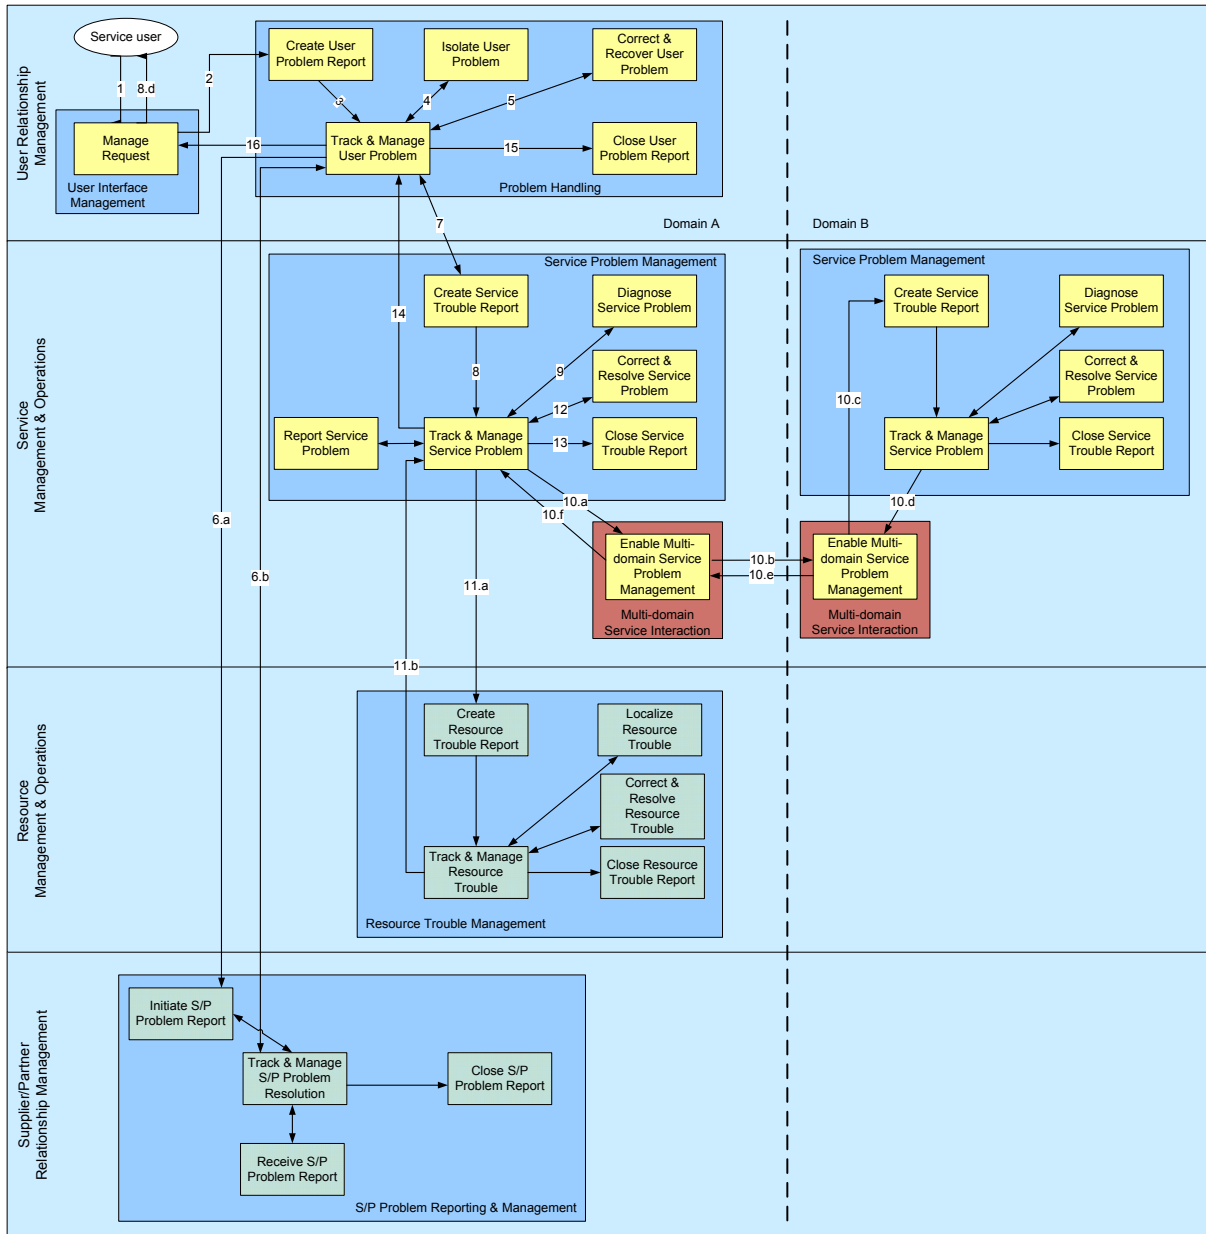 User Relationship
Management
Service user
1
8.d
2
Manage
Request
User Interface
Management
Create User
Problem Report
Isolate User
Problem
Correct &
Recover User
Problem
3
4
5
16
Track & Manage
User Problem
15
Close User
Problem Report
Problem Handling
7
Domain A
Domain B
Service
Management & Operations
Service Problem Management
Create Service
Trouble Report
Diagnose
Service Problem
14
8
9
Correct &
Resolve Service
Problem
12
Report Service
Problem
Track & Manage
Service Problem
13
Close Service
Trouble Report
10.a
10.f
6.a
6.b
11.a
11.b
Enable Multi-
domain Service
Problem
Management
Multi-domain
Service Interaction
10.b
10.e
Service Problem Management
Create Service
Trouble Report
Diagnose
Service Problem
10.c
Correct &
Resolve Service
Problem
Track & Manage
Service Problem
Close Service
Trouble Report
10.d
Enable Multi-
domain Service
Problem
Management
Multi-domain
Service Interaction
Resource
Management & Operations
Create
Resource
Trouble Report
Localize
Resource
Trouble
Correct &
Resolve
Resource
Trouble
Track & Manage
Resource
Trouble
Close Resource
Trouble Report
Resource Trouble Management
Supplier/Partner
Relationship Management
Initiate S/P
Problem Report
Track & Manage
S/P Problem
Resolution
Close S/P
Problem Report
Receive S/P
Problem Report
S/P Problem Reporting & Management